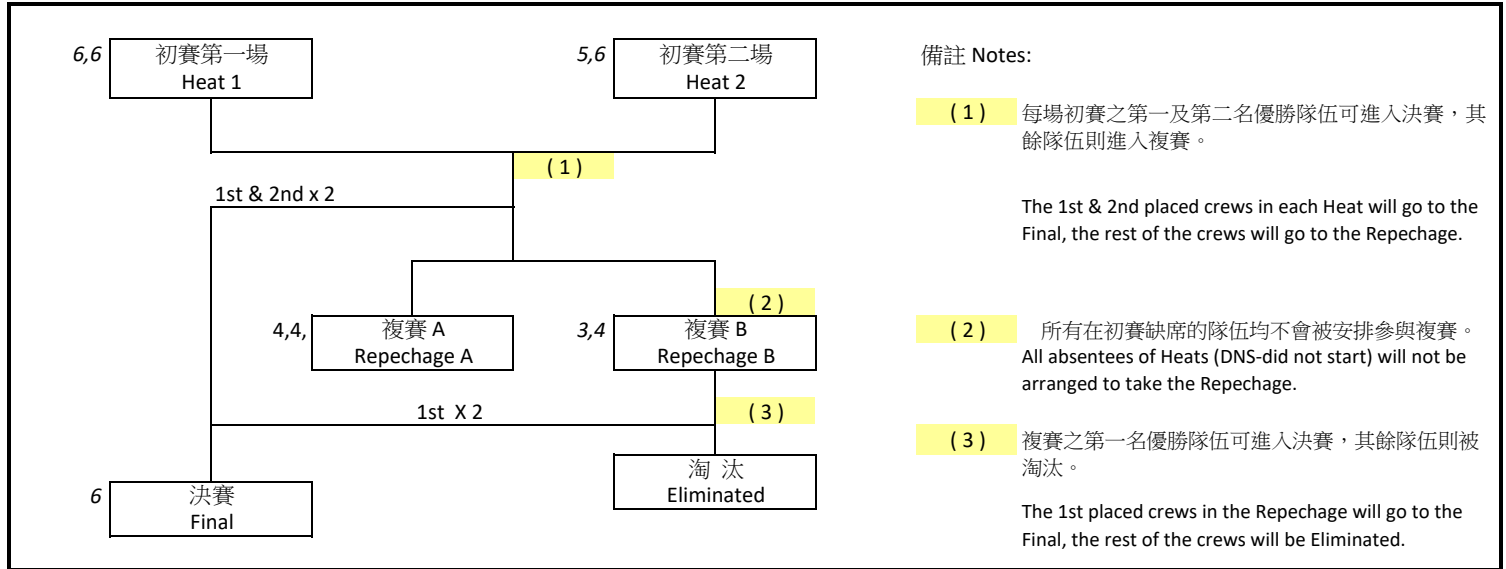 6,6
初賽第一場
Heat 1
5,6
初賽第二場
Heat 2
( 1 )
1st & 2nd x 2
( 2 )
4,4,
複賽 A
Repechage A
3,4
複賽 B
Repechage B
1st X 2
( 3 )
淘 汰
Eliminated
6
決賽
Final
備註 Notes:
( 1 ) 每場初賽之第一及第二名優勝隊伍可進入決賽，其
餘隊伍則進入複賽。
The 1st & 2nd placed crews in each Heat will go to the
Final, the rest of the crews will go to the Repechage.
( 2 ) 所有在初賽缺席的隊伍均不會被安排參與複賽。
All absentees of Heats (DNS-did not start) will not be
arranged to take the Repechage.
( 3 ) 複賽之第一名優勝隊伍可進入決賽，其餘隊伍則被
淘汰。
The 1st placed crews in the Repechage will go to the
Final, the rest of the crews will be Eliminated.